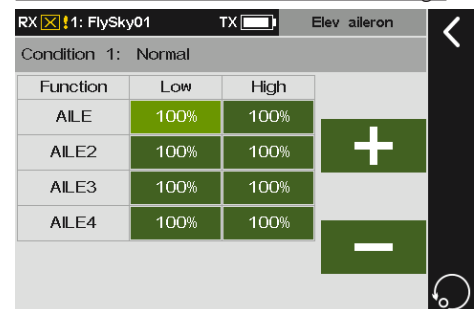 RX !1: FlySky01 TX Elev aileron
Condition 1: Normal
Function Low High
AILE 100% 100%
AILE2 100% 100%
AILE3 100% 100%
AILE4 100% 100%